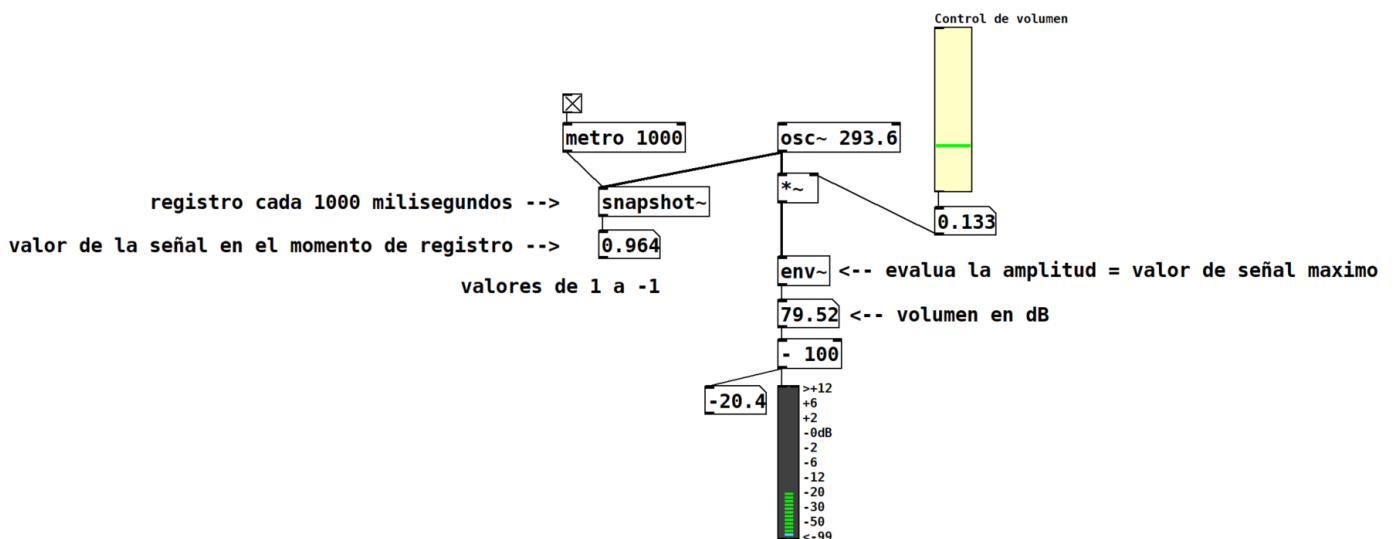 Control de volumen
metro 1000
osc~ 293.6
*~
registro cada 1000 milisegundos -->
snapshot~
0.133
valor de la señal en el momento de registro -->
0.964
env~
<-- evalua la amplitud = valor de señal maximo
valores de 1 a -1
79.52
<-- volumen en dB
- 100
-20.4
>+12
+6
+2
-0dB
-2
-6
-12
-20
-30
-50
<-99